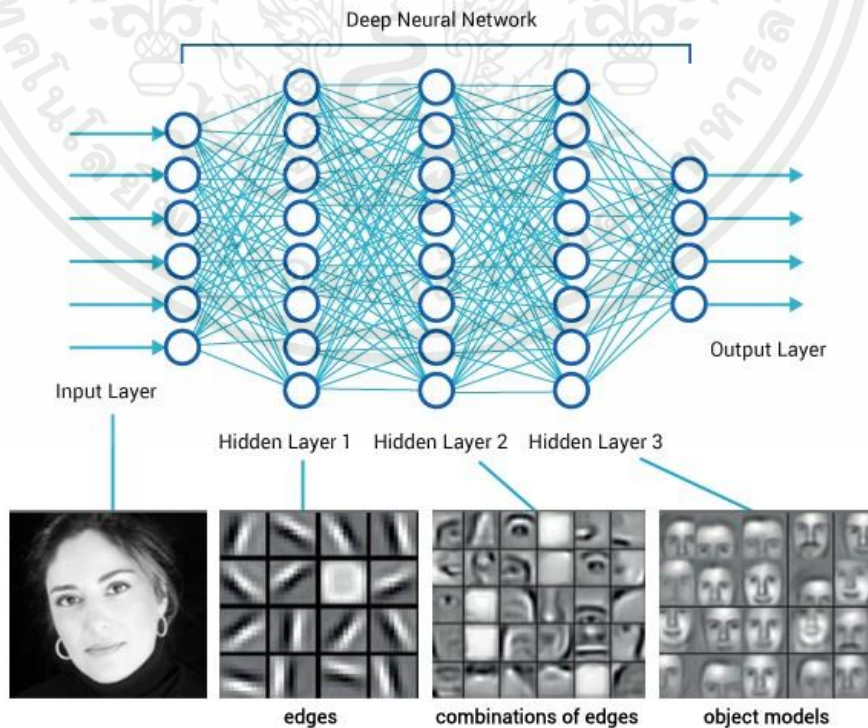 Deep Neural Network
Input Layer
Output Layer
Hidden Layer 1 Hidden Layer 2 Hidden Layer 3
edges combinations of edges object models